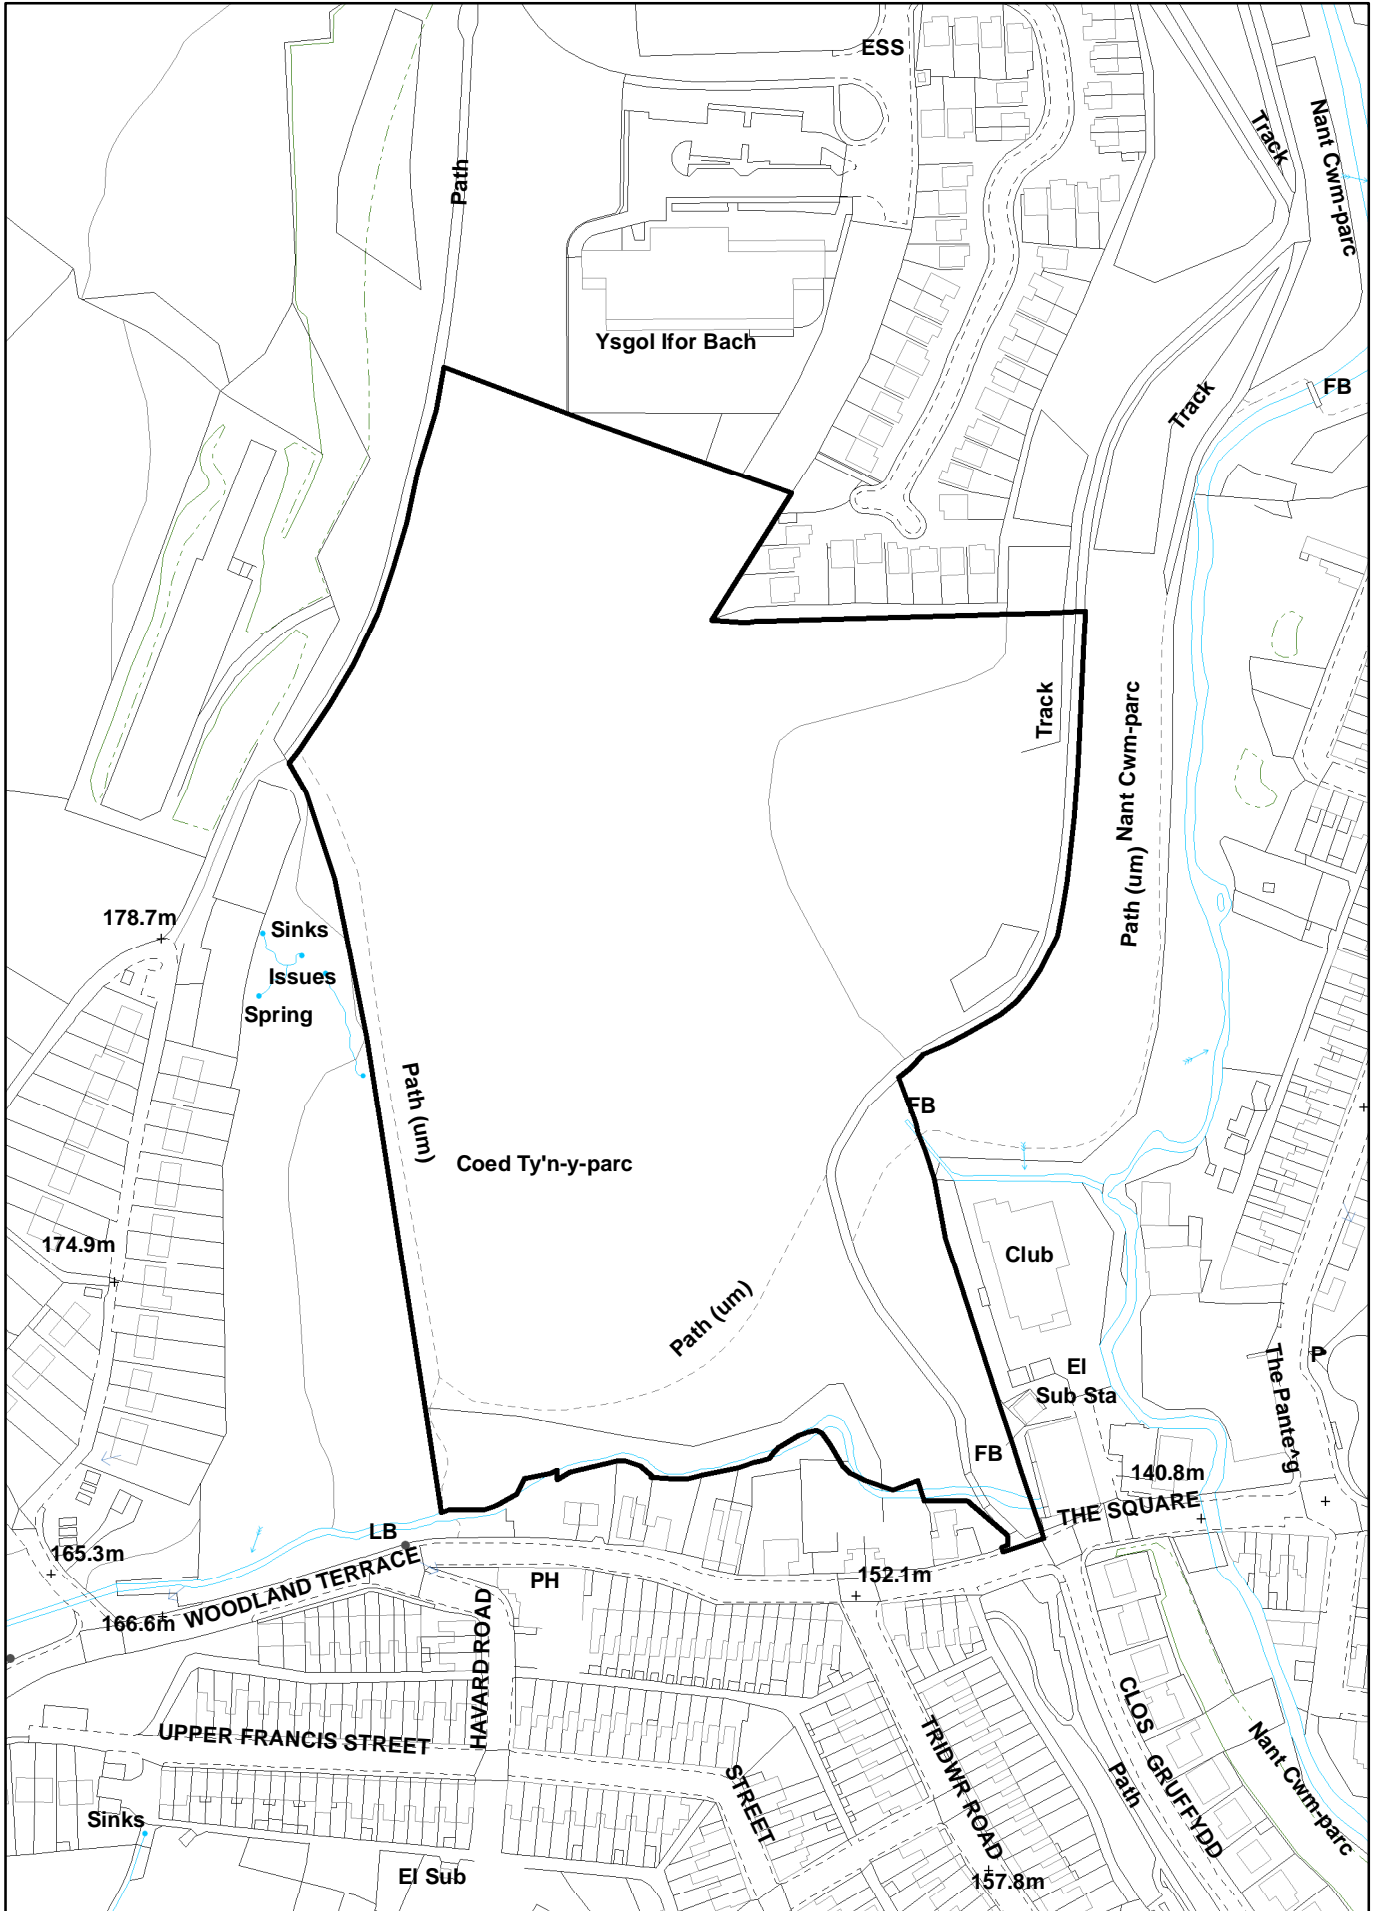 ESS
Track
Nant Cwm-parc
Path
Ysgol Ifor Bach
FB
Track
Track
Nant Cwm-parc
Path (um)
178.7m
Sinks
Issues
Spring
Path (um)
FB
Coed Ty'n-y-parc
174.9m
Club
Path (um)
El
Sub Sta
The Pante^g
P
FB
140.8m
THE SQUARE
LB
165.3m
WOODLAND TERRACE
PH
152.1m
166.6m
HAVARD ROAD
UPPER FRANCIS STREET
STREET
TRIDWR ROAD
CLOS GRUFFYDD
Path
Nant Cwm-parc
Sinks
El Sub
157.8m